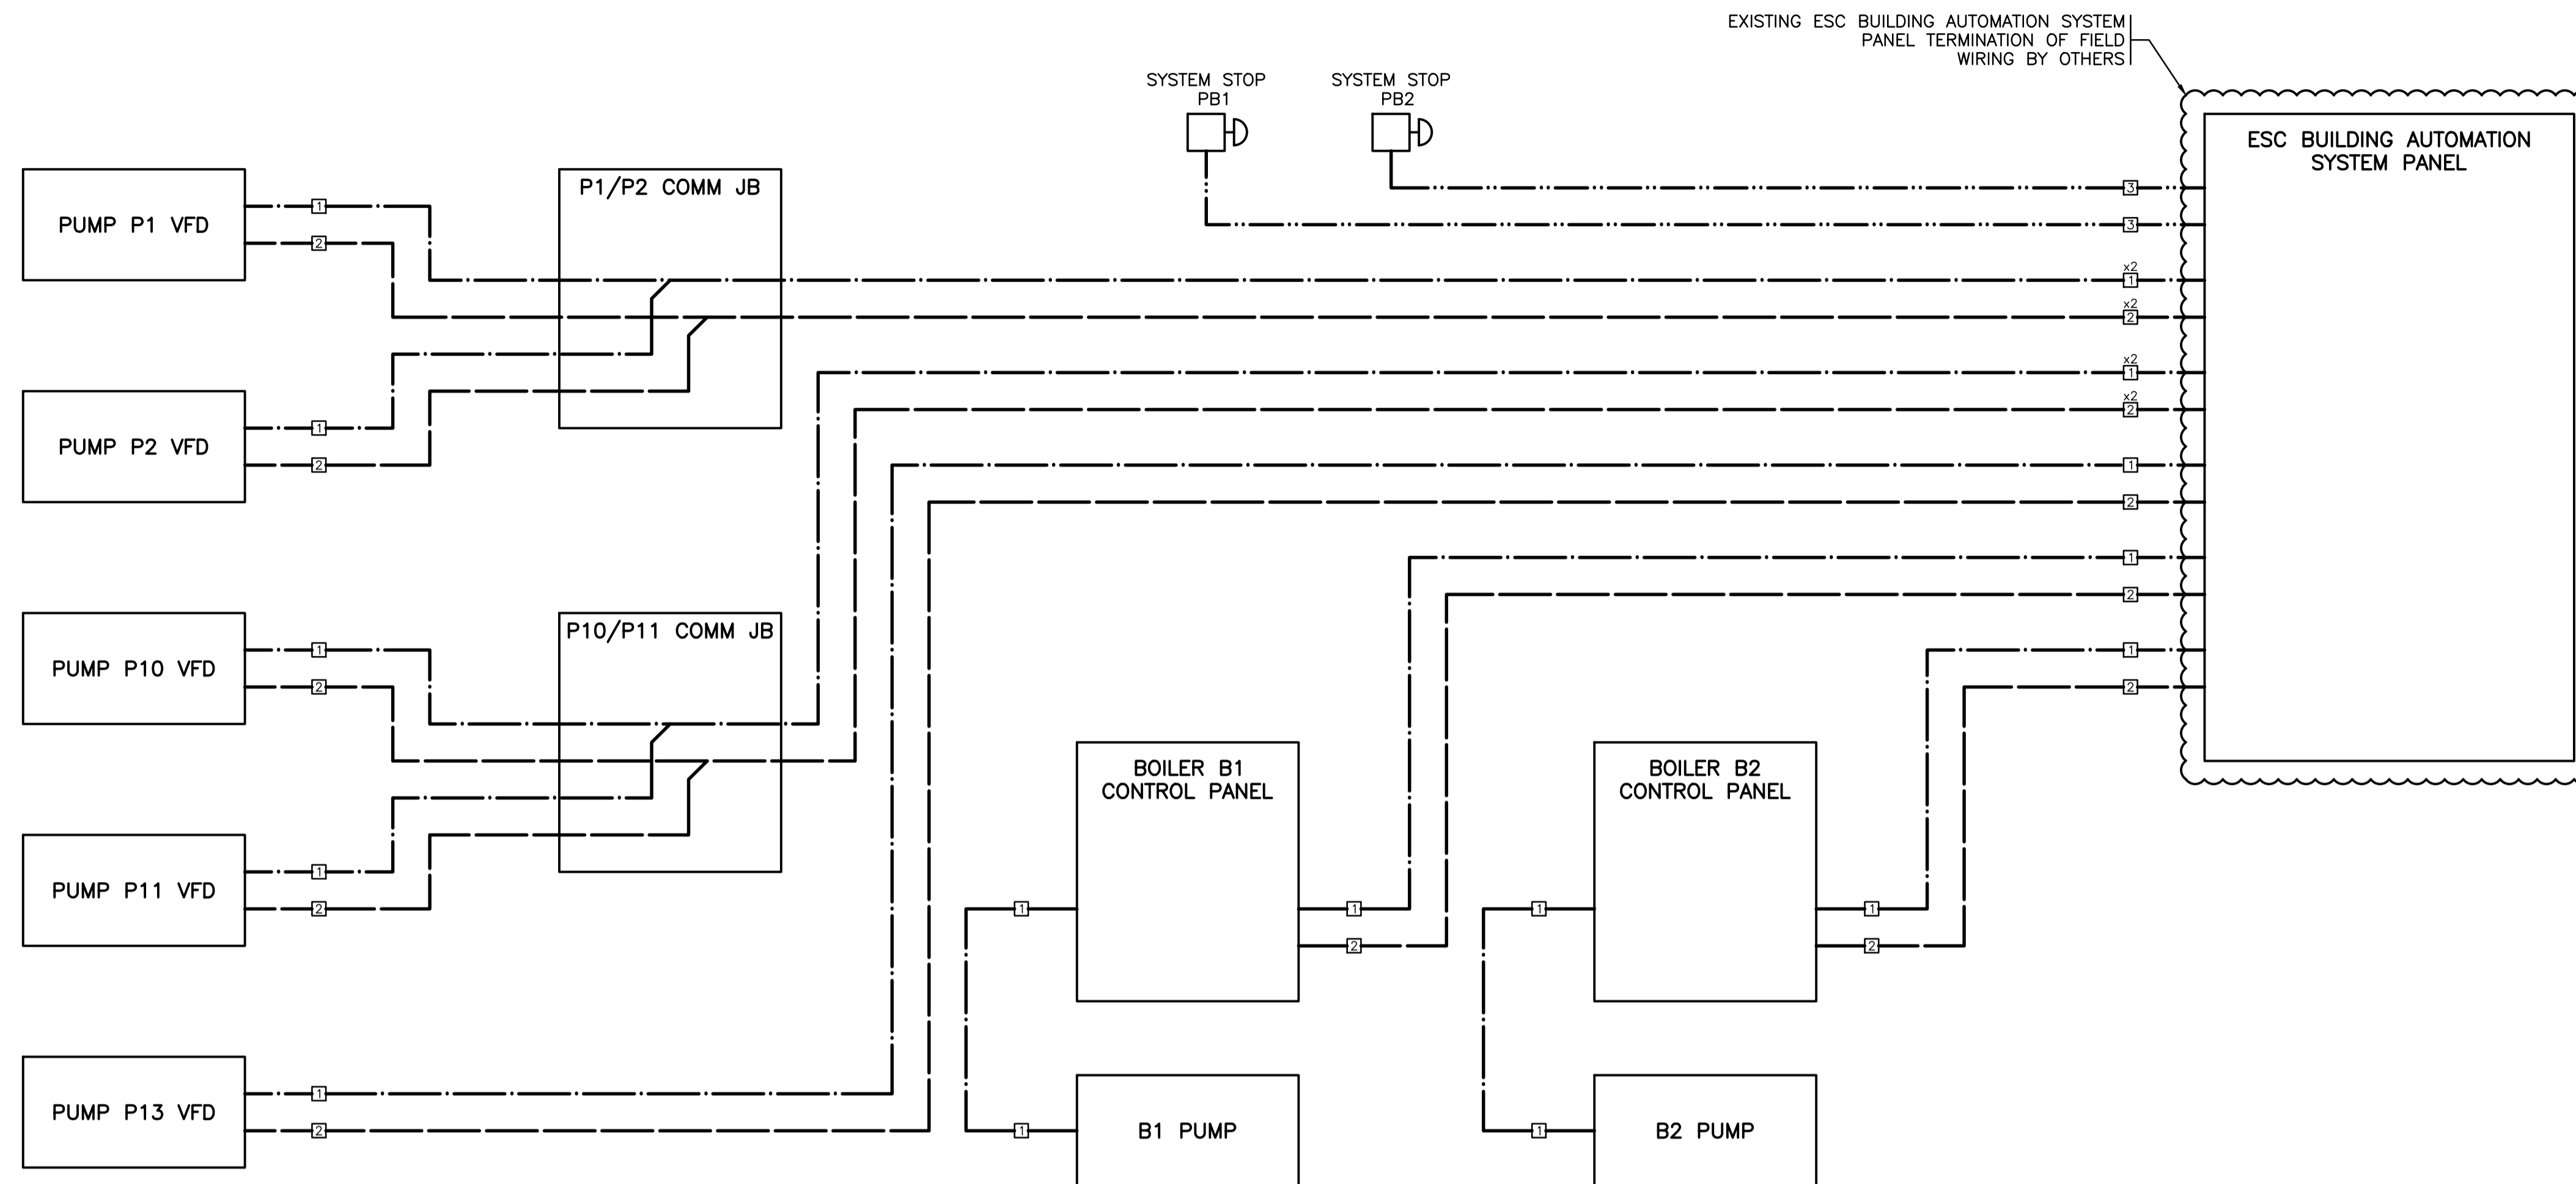 EXISTING ESC BUILDING AUTOMATION SYSTEM
PANEL TERMINATION OF FIELD
WIRING BY OTHERS
SYSTEM STOP
PB1
SYSTEM STOP
PB2
ESC BUILDING AUTOMATION
SYSTEM PANEL
3
3
x2
1
x2
2
x2
1
x2
2
1
2
1
2
1
2
PUMP P1 VFD
1
2
P1/P2 COMM JB
PUMP P2 VFD
1
2
PUMP P10 VFD
1
2
P10/P11 COMM JB
PUMP P11 VFD
1
2
PUMP P13 VFD
1
2
BOILER B1
CONTROL PANEL
1
1
2
BOILER B2
CONTROL PANEL
1
1
2
1
B1 PUMP
1
B2 PUMP